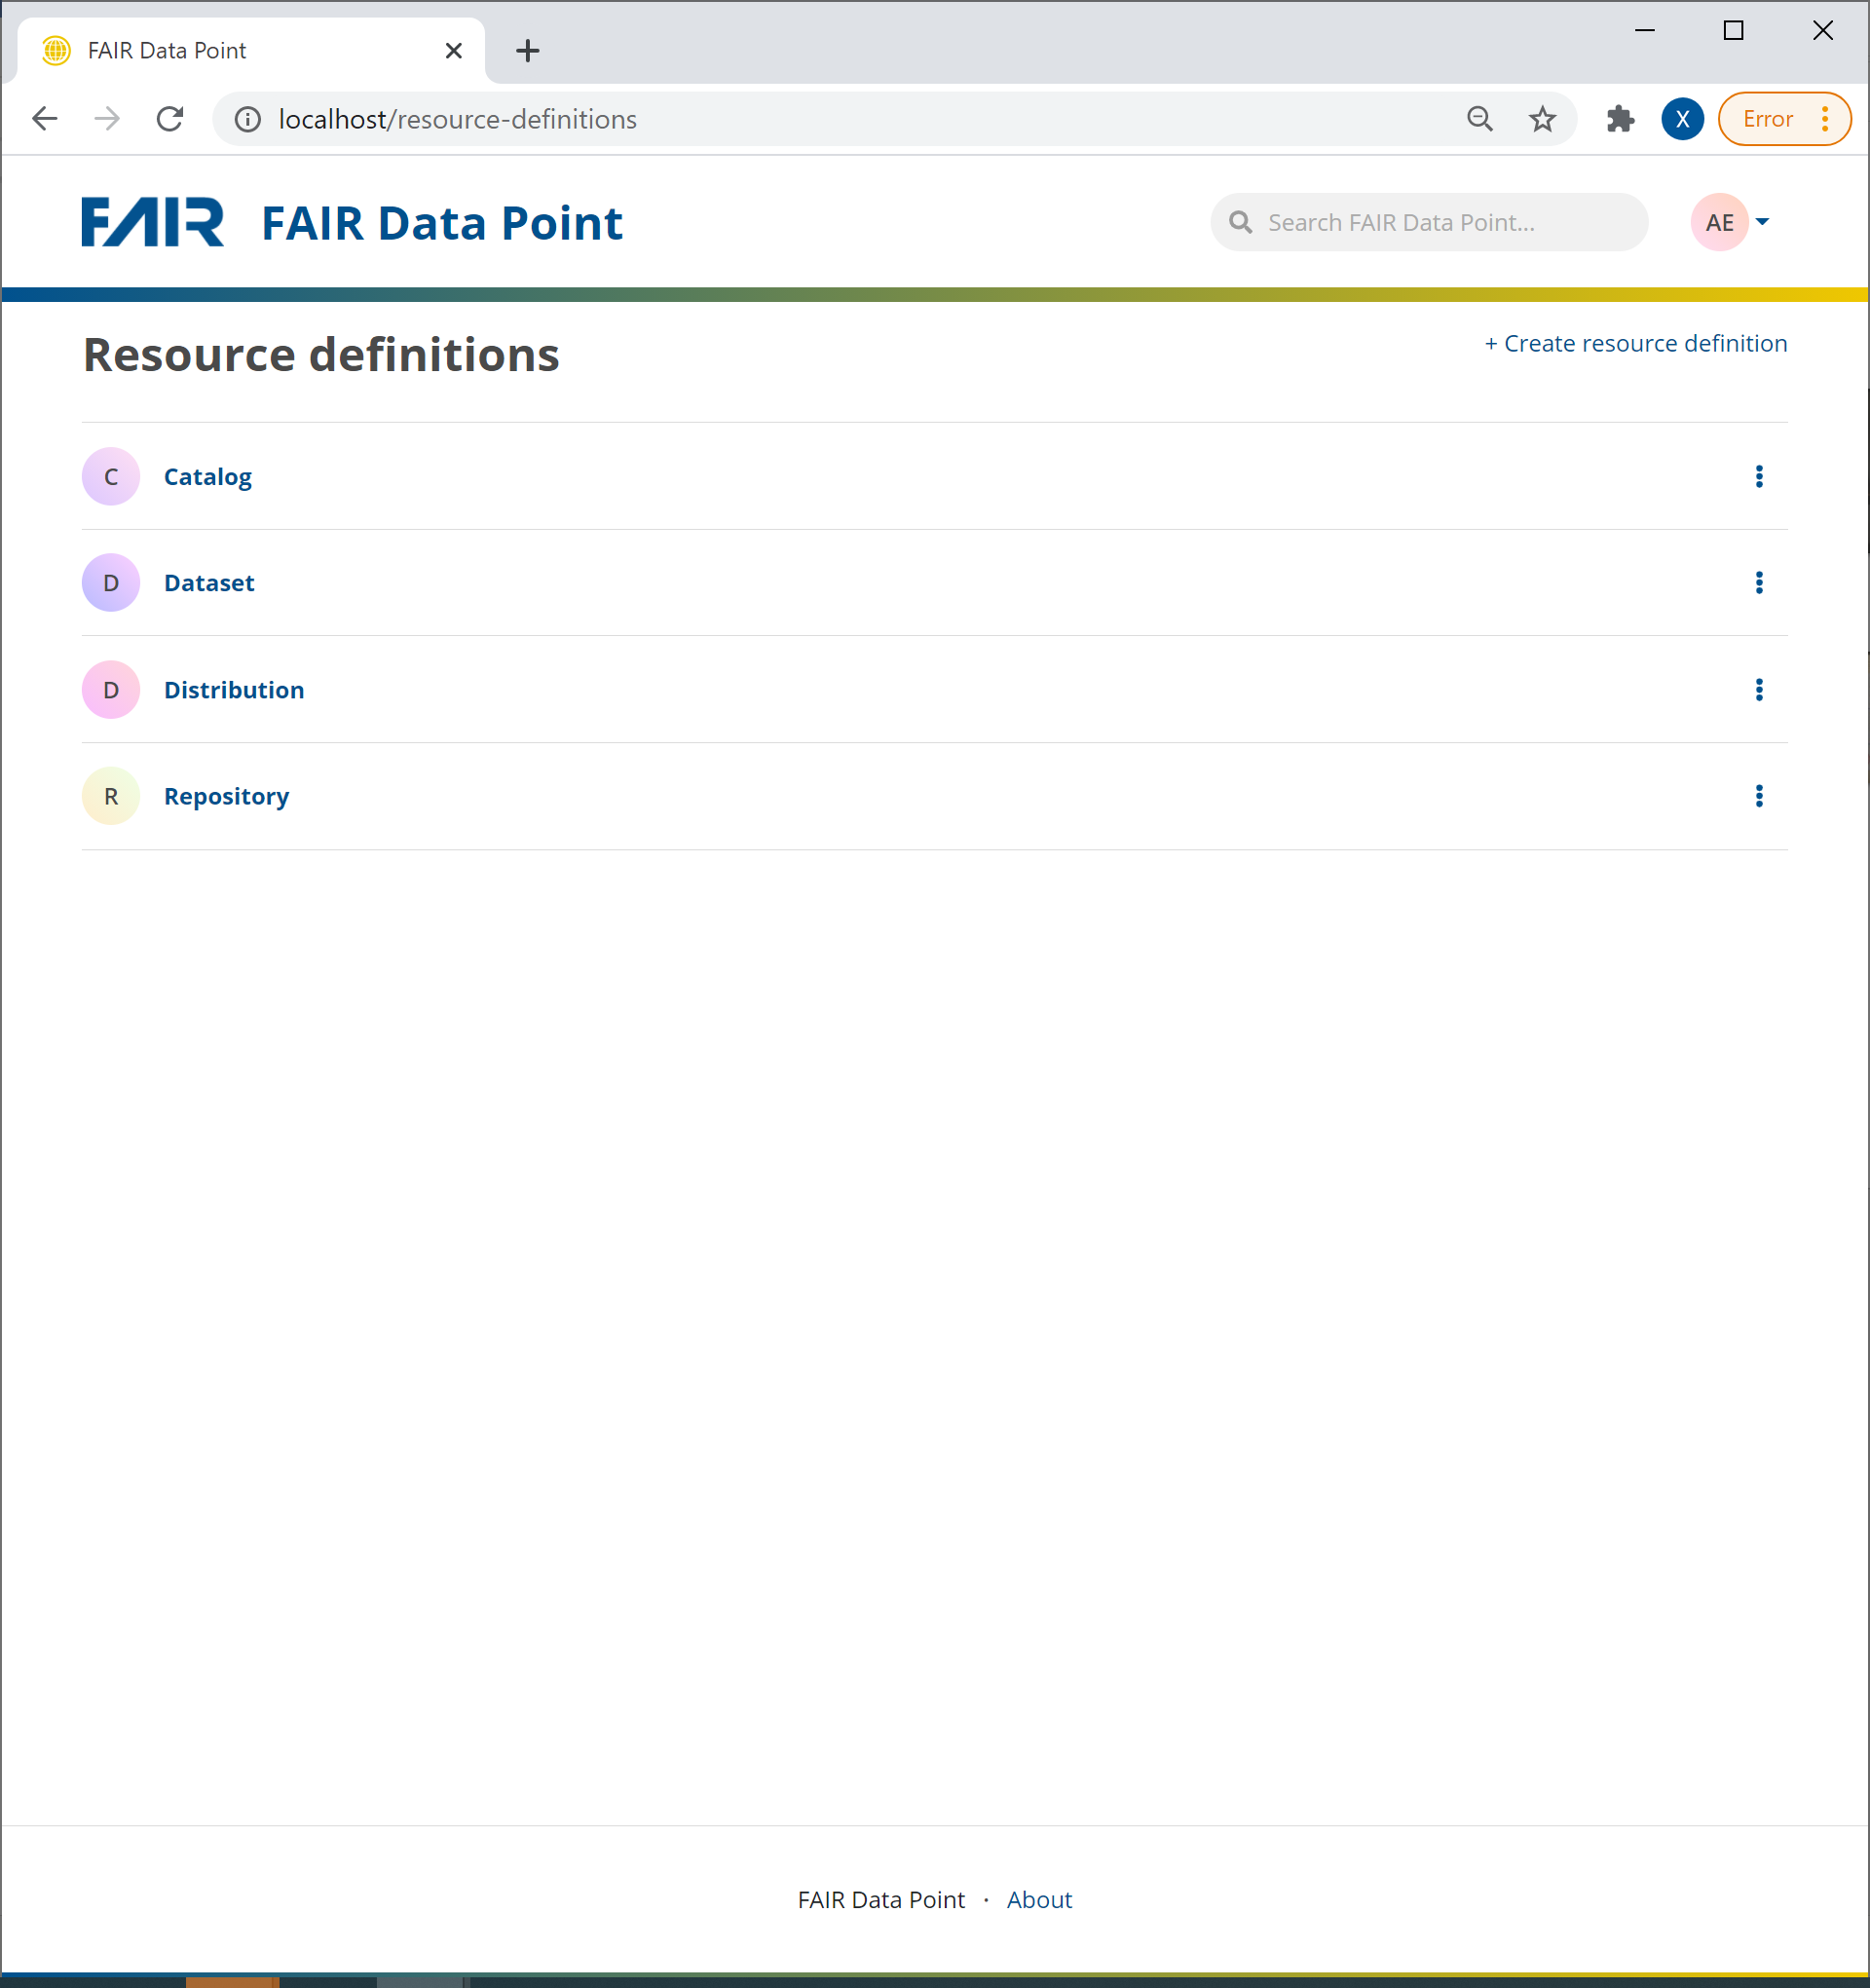 FAIR Data Point
localhost/resource-definitions
X
Error
FAIR
FAIR Data Point
Search FAIR Data Point...
AE
Resource definitions
+ Create resource definition
C
Catalog
D
Dataset
D
Distribution
R
Repository
FAIR Data Point · About